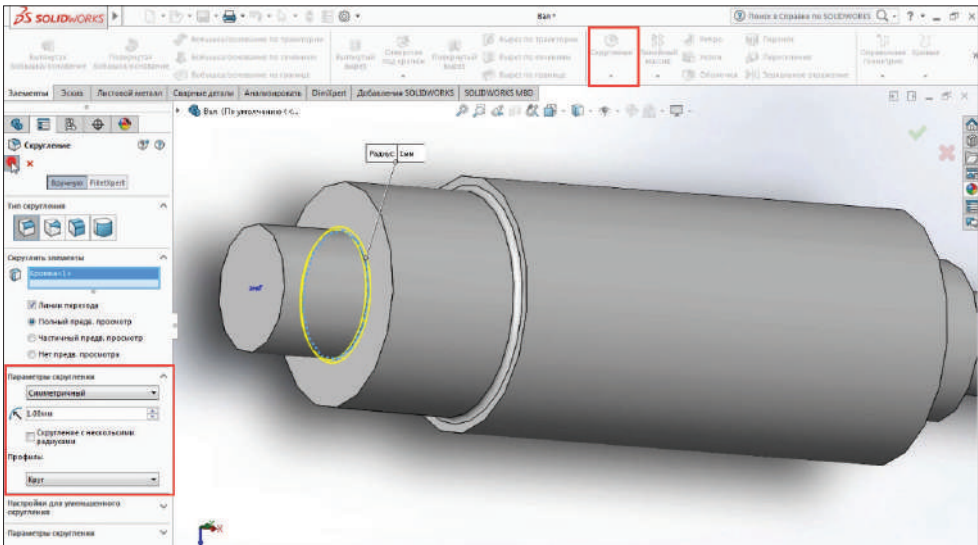 SOLIDWORKS
Вал *
Поиск в Справке по SOLIDWORKS
Вытянутая бобышка/основание
Повернутая бобышка/основание
Бобышка/основание по траектории
Бобышка/основание по сечениям
Бобышка/основание на границе
Вытянутый вырез
Отверстие под крепеж
Повернутый вырез
Вырез по траектории
Вырез по сечениям
Вырез по границе
Скругление
Линейный массив
Ребро
Уклон
Оболочка
Перенос
Пересечение
Зеркальное отражение
Справочная геометрия
Кривые
Элементы
Эскиз
Листовой металл
Сварные детали
Анализировать
DimXpert
Добавления SOLIDWORKS
SOLIDWORKS MBD
Вал (По умолчанию<<...
Скругление
Вручную
FilletXpert
Тип скругления
Скруглить элементы
Кромка<1>
Линии перехода
Полный предв. просмотр
Частичный предв. просмотр
Нет предв. просмотра
Параметры скругления
Симметричный
1.00мм
Скругление с несколькими
радиусами
Профиль:
Круг
Настройки для уменьшенного
скругления
Параметры скругления
Радиус: 1мм